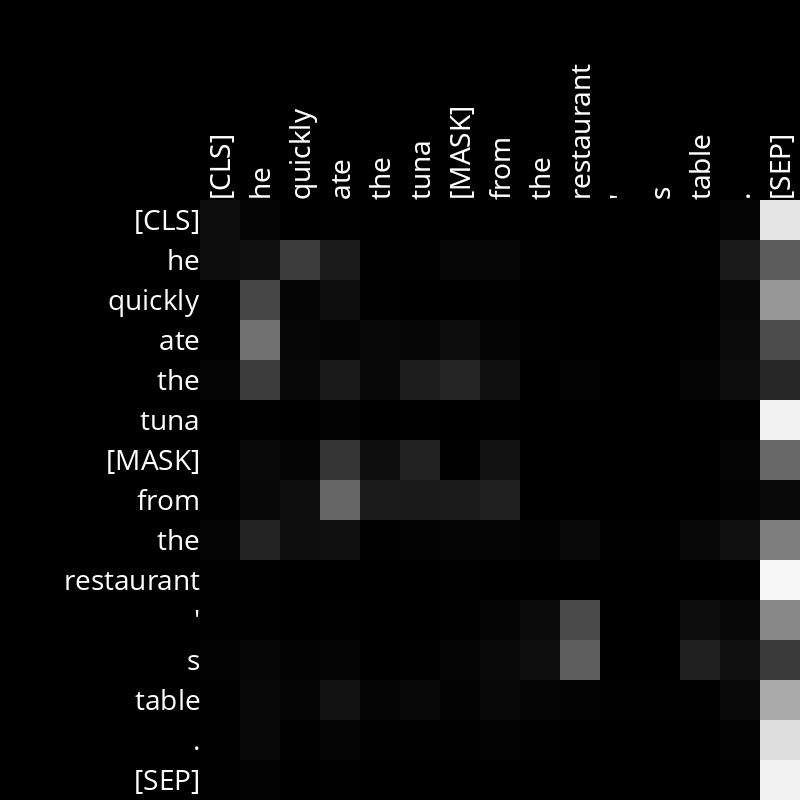 [CLS] he quickly ate the tuna [MASK] from the restaurant ' s table . [SEP]
[CLS]
he
quickly
ate
the
tuna
[MASK]
from
the
restaurant
'
s
table
.
[SEP]